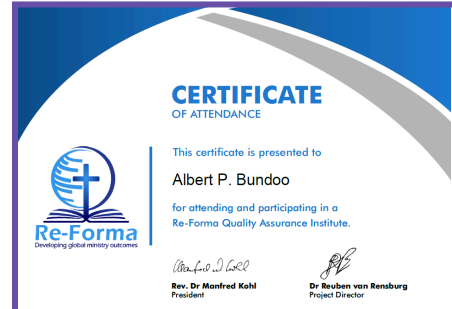 CERTIFICATE
OF ATTENDANCE
This certificate is presented to
Albert P. Bundoo
for attending and participating in a
Re-Forma Quality Assurance Institute.
Re-Forma
Developing global ministry outcomes
Rev. Dr Manfred Kohl
President
Dr Reuben van Rensburg
Project Director